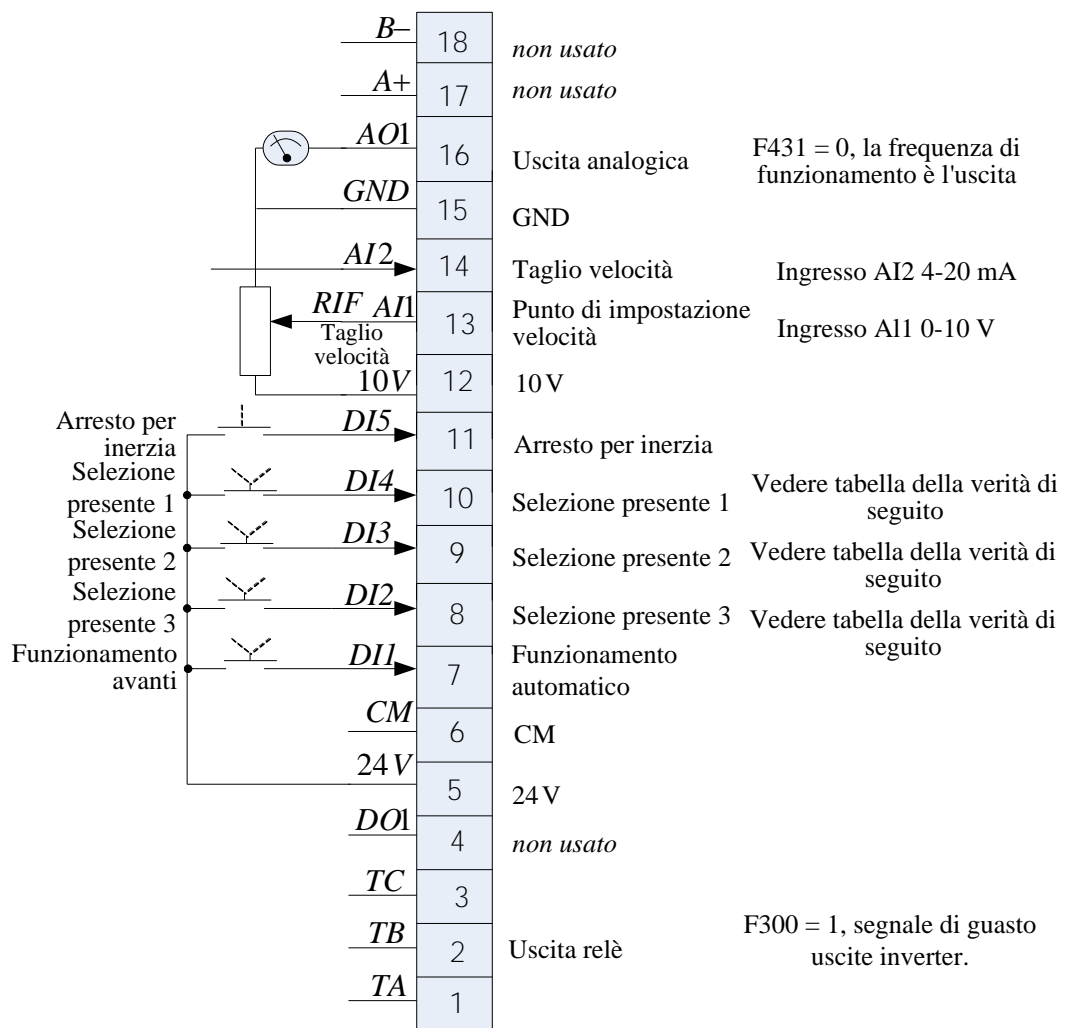 B–
18
non usato
A+
17
non usato
AO1
16
Uscita analogica
F431 = 0, la frequenza di
funzionamento è l'uscita
GND
15
GND
AI2
14
Taglio velocità
Ingresso AI2 4-20 mA
RIF AI1
Taglio
velocità
13
Punto di impostazione
velocità
Ingresso Al1 0-10 V
10V
12
10V
Arresto per
inerzia
DI5
11
Arresto per inerzia
Selezione
presente 1
DI4
10
Selezione presente 1
Vedere tabella della verità di
seguito
Selezione
presente 2
DI3
9
Selezione presente 2
Vedere tabella della verità di
seguito
Selezione
presente 3
DI2
8
Selezione presente 3
Vedere tabella della verità di
seguito
Funzionamento
avanti
DI1
7
Funzionamento
automatico
CM
6
CM
24V
5
24V
DO1
4
non usato
TC
3
TB
2
Uscita relè
F300 = 1, segnale di guasto
uscite inverter.
TA
1